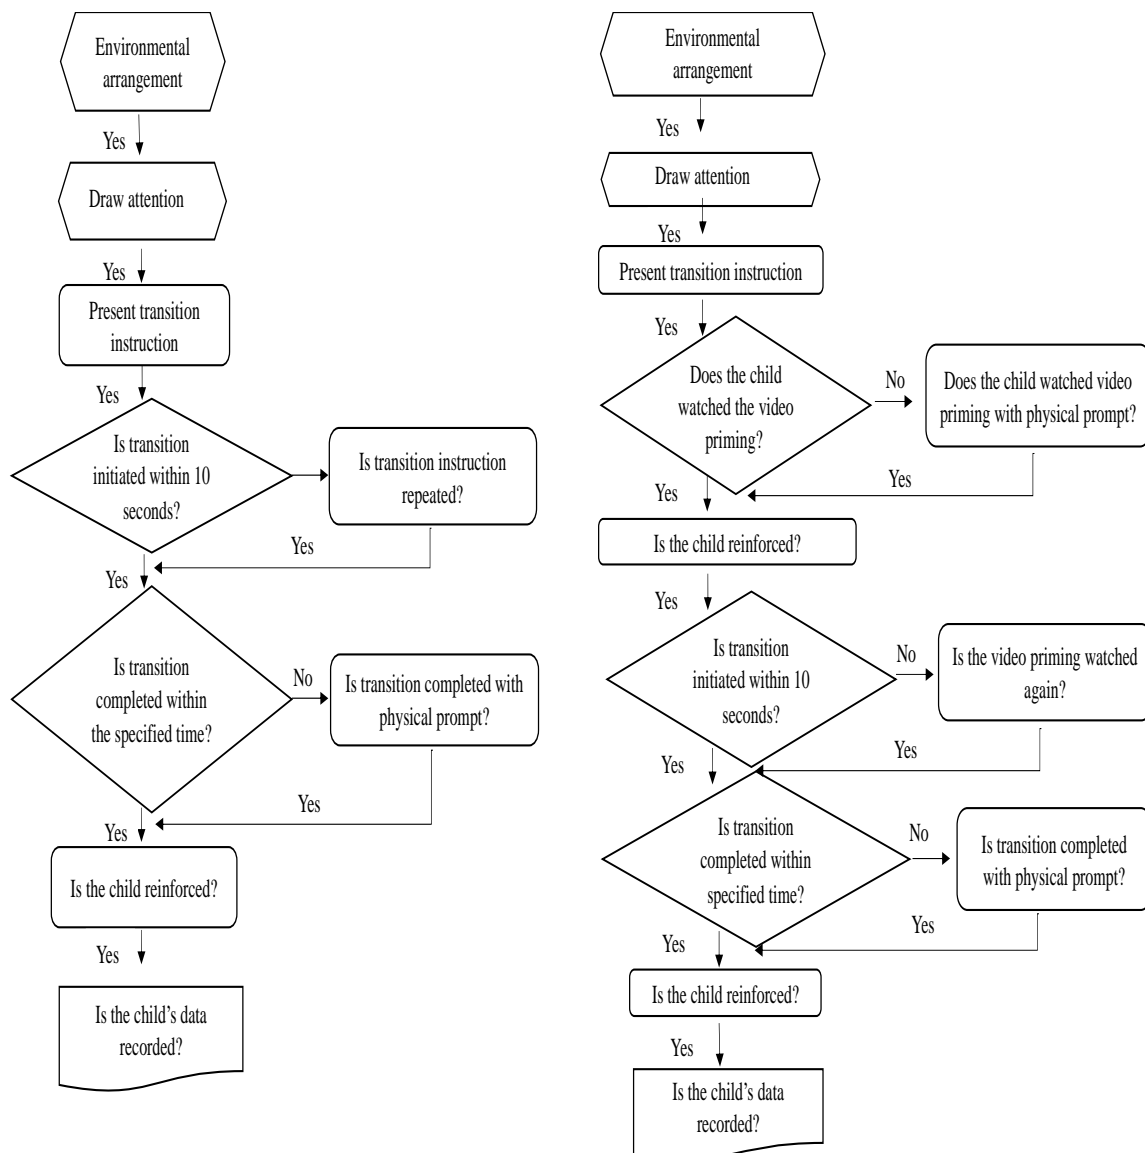 Environmental
arrangement
Yes
Draw attention
Yes
Present transition
instruction
Yes
Is transition
initiated within 10
seconds?
Is transition instruction
repeated?
Yes
Yes
Is transition
completed within
the specified time?
No
Is transition completed with
physical prompt?
Yes
Yes
Is the child reinforced?
Yes
Is the child's data
recorded?
Environmental
arrangement
Yes
Draw attention
Yes
Present transition instruction
Yes
Does the child
watched the video
priming?
No
Does the child watched video
priming with physical prompt?
Yes
Yes
Is the child reinforced?
Yes
Is transition
initiated within 10
seconds?
No
Is the video priming watched
again?
Yes
Yes
Is transition
completed within
specified time?
No
Is transition completed
with physical prompt?
Yes
Yes
Is the child reinforced?
Yes
Is the child's data
recorded?